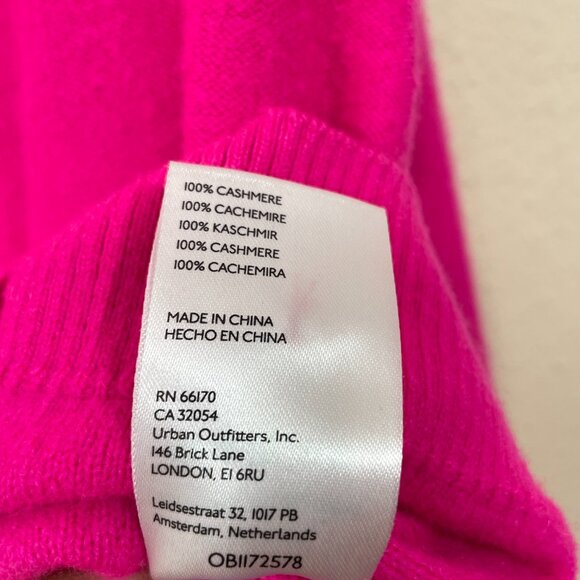 100% CASHMERE
100% CACHEMIRE
100% KASCHMIR
100% CASHMERE
100% CACHEMIRA
MADE IN CHINA
HECHO EN CHINA
RN 66170
CA 32054
Urban Outfitters, Inc.
146 Brick Lane
LONDON, E1 6RU
Leidsestraat 32, 1017 PB
Amsterdam, Netherlands
OB1172578